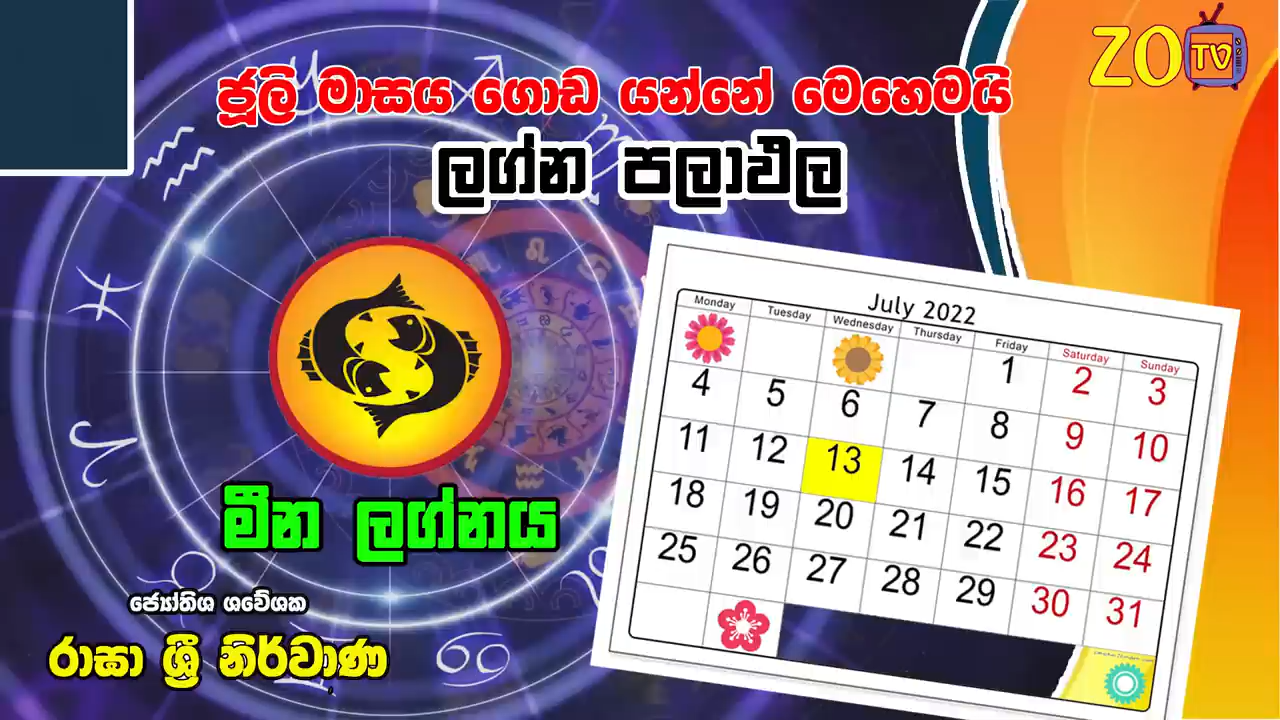 ජූලි මාසය ගොඩ යන්නේ මෙහෙමයි
ලග්න පලාඵල
ZO TV
මීන ලග්නය
ජ්‍යෝතිශ ගවේශක
රාසා ශ්‍රී නිර්වාණ
July 2022
Monday Tuesday Wednesday Thursday Friday Saturday Sunday
1 2 3
4 5 6 7 8 9 10
11 12 13 14 15 16 17
18 19 20 21 22 23 24
25 26 27 28 29 30 31